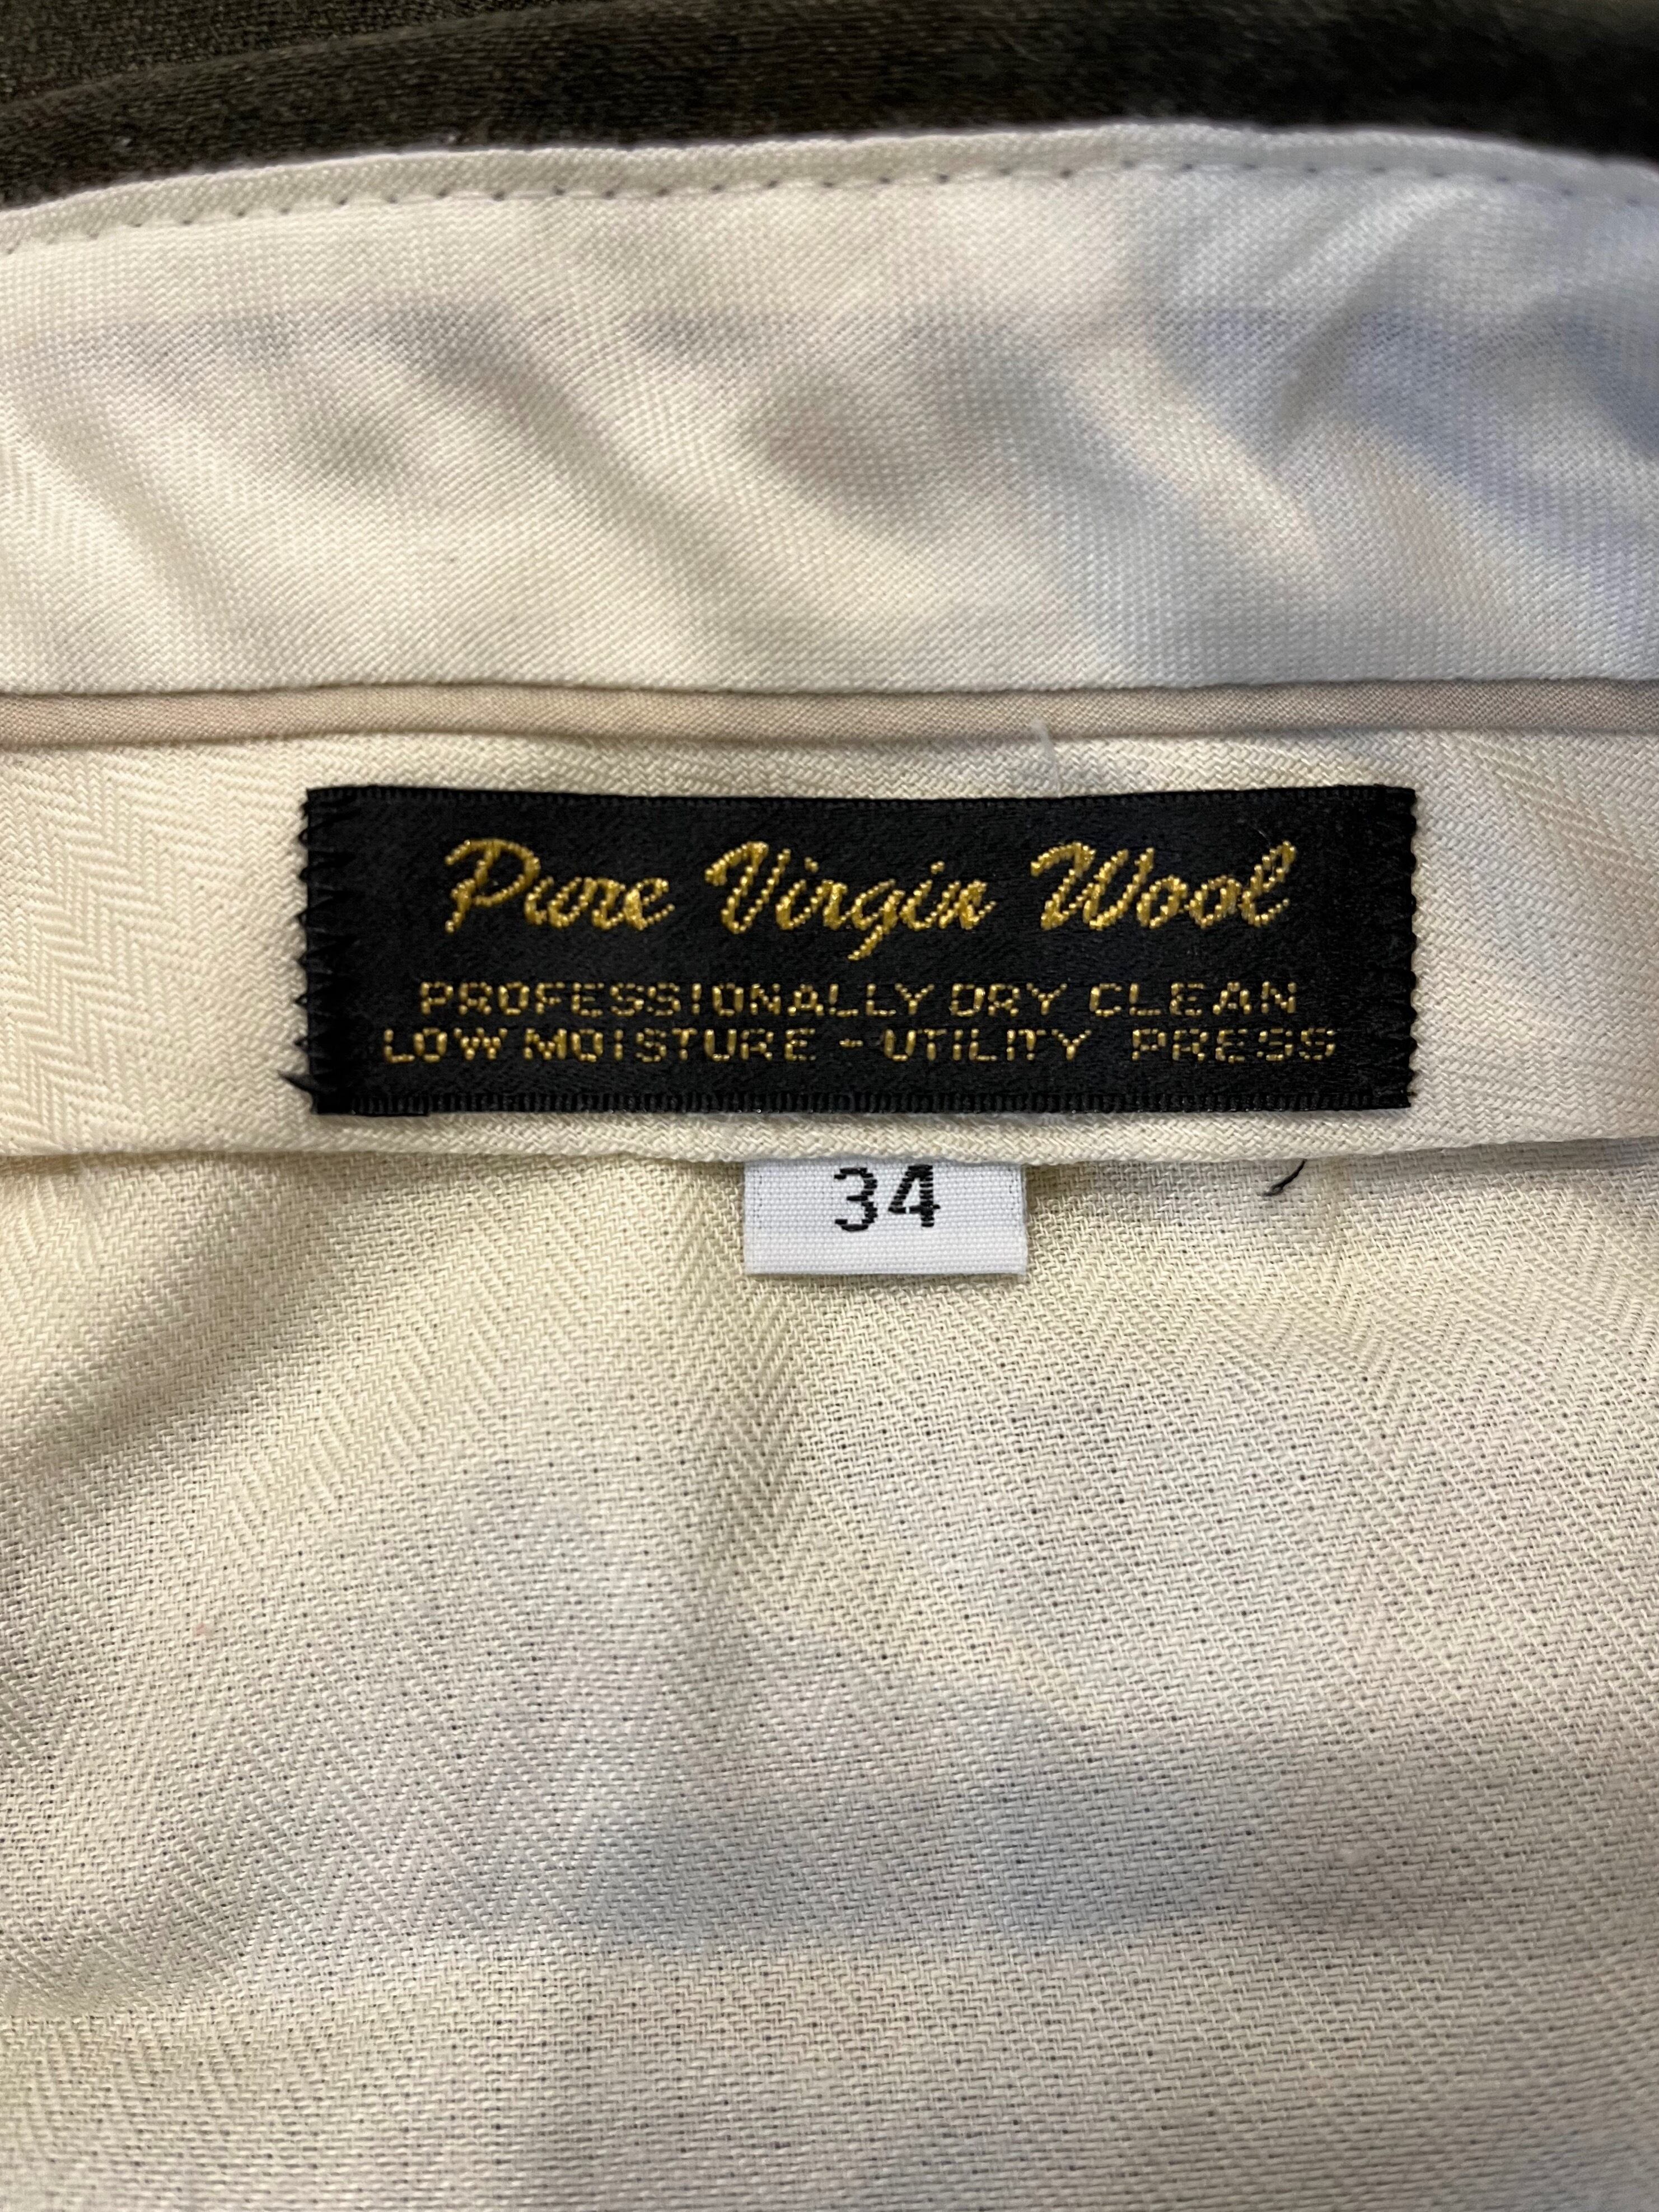 Pure Virgin Wool
PROFESSIONALLY DRY CLEAN
LOW MOISTURE - UTILITY PRESS
34